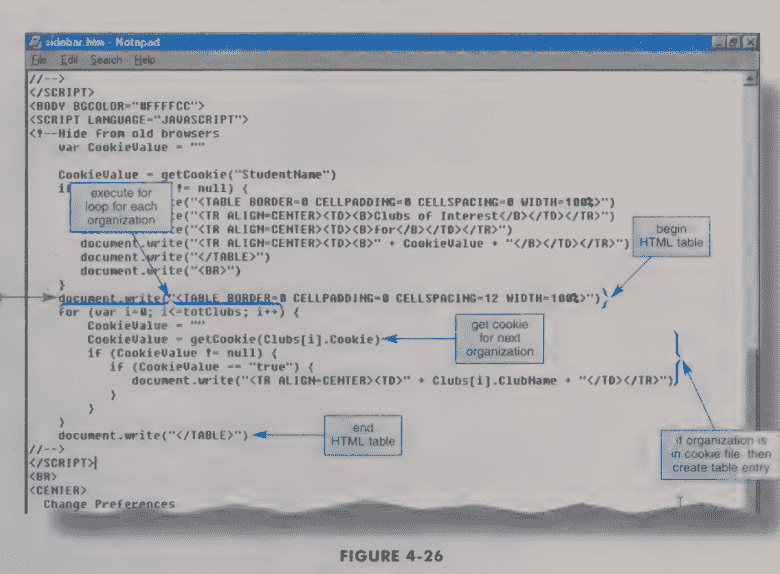 sidebar.htm - Notepad
File Edit Search Help
//-->
</SCRIPT>
<BODY BGCOLOR="#FFFFCC">
<SCRIPT LANGUAGE="JAVASCRIPT">
<!--Hide from old browsers
var CookieValue = ""
CookieValue = getCookie("StudentName")
if != null) {
te("<TABLE BORDER=0 CELLPADDING=0 CELLSPACING=0 WIDTH=100%>")
te("<TR ALIGN=CENTER><TD><B>Clubs of Interest</B></TD></TR>")
te("<TR ALIGN=CENTER><TD><B>for</B></TD></TR>")
document.write("<TR ALIGN=CENTER><TD><B>" + CookieValue + "</B></TD></TR>")
document.write("</TABLE>")
document.write("<BR>")
}
document.write("<TABLE BORDER=0 CELLPADDING=0 CELLSPACING=12 WIDTH=100%>")
for (var i=0; i<=totClubs; i++) {
CookieValue = ""
CookieValue = getCookie(Clubs[i].Cookie)
if (CookieValue != null) {
if (CookieValue == "true") {
document.write("<TR ALIGN=CENTER><TD>" + Clubs[i].ClubName + "</TD></TR>")
}
}
}
document.write("</TABLE>")
//-->
</SCRIPT>
<BR>
<CENTER>
Change Preferences
execute for
loop for each
organization
begin
HTML table
get cookie
for next
organization
end
HTML table
if organization is
in cookie file, then
create table entry
FIGURE 4-26